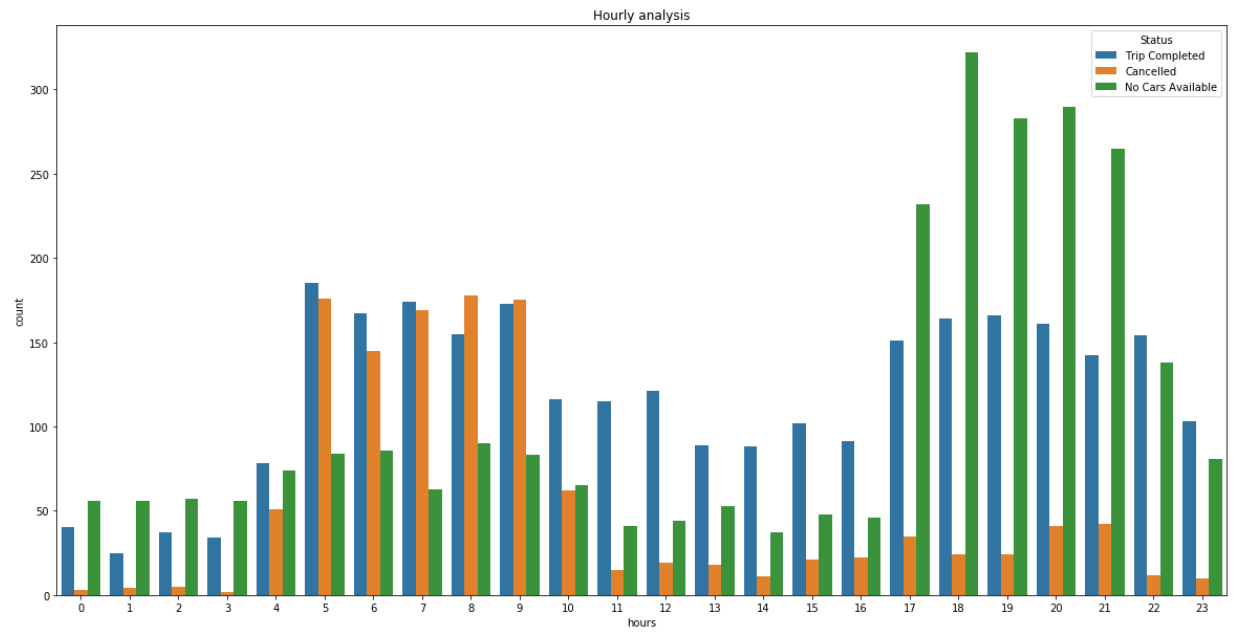 Hourly analysis
Status
Trip Completed
Cancelled
No Cars Available
count
300
250
200
150
100
50
0
0 1 2 3 4 5 6 7 8 9 10 11 12 13 14 15 16 17 18 19 20 21 22 23
hours